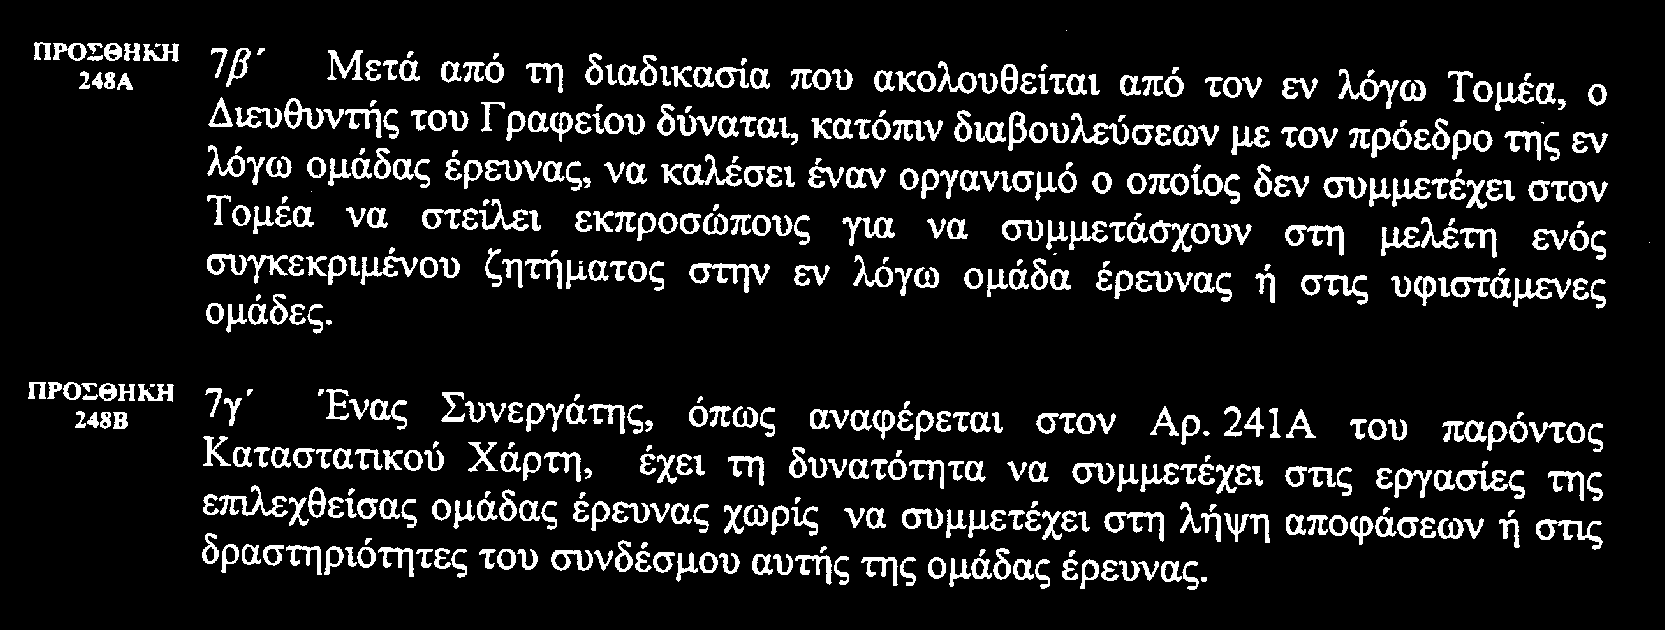 ΠΡΟΣΘΗΚΗ
248Α
7β΄ Μετά από τη διαδικασία που ακολουθείται από τον εν λόγω Τομέα, ο
Διευθυντής του Γραφείου δύναται, κατόπιν διαβουλεύσεων με τον πρόεδρο της εν
λόγω ομάδας έρευνας, να καλέσει έναν οργανισμό ο οποίος δεν συμμετέχει στον
Τομέα να στείλει εκπροσώπους για να συμμετάσχουν στη μελέτη ενός
συγκεκριμένου ζητήματος στην εν λόγω ομάδα έρευνας ή στις υφιστάμενες
ομάδες.
ΠΡΟΣΘΗΚΗ
248Β
7γ΄ Ένας Συνεργάτης, όπως αναφέρεται στον Αρ. 241Α του παρόντος
Καταστατικού Χάρτη, έχει τη δυνατότητα να συμμετέχει στις εργασίες της
επιλεχθείσας ομάδας έρευνας χωρίς να συμμετέχει στη λήψη αποφάσεων ή στις
δραστηριότητες του συνδέσμου αυτής της ομάδας έρευνας.